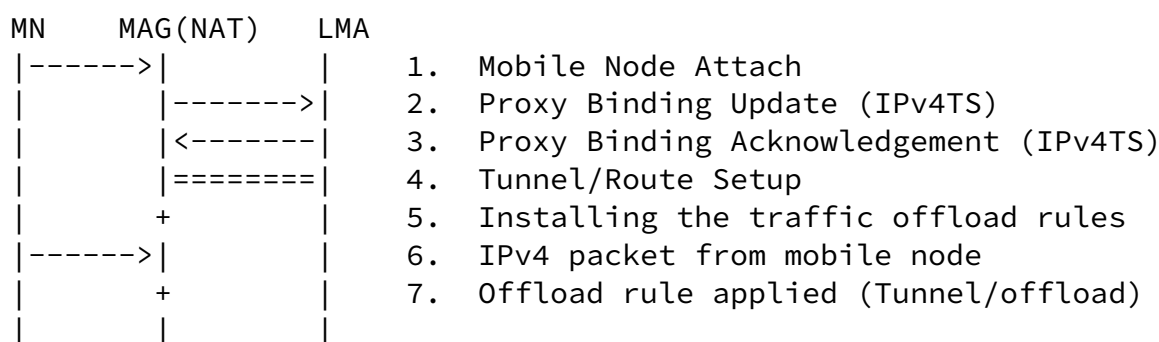 MN     MAG(NAT)    LMA
|------>|          |    1.  Mobile Node Attach
|       |------->|    2.  Proxy Binding Update (IPv4TS)
|       |<-------|    3.  Proxy Binding Acknowledgement (IPv4TS)
|       |========|    4.  Tunnel/Route Setup
|       +          |    5.  Installing the traffic offload rules
|------>|          |    6.  IPv4 packet from mobile node
|       +          |    7.  Offload rule applied (Tunnel/offload)
|       |          |